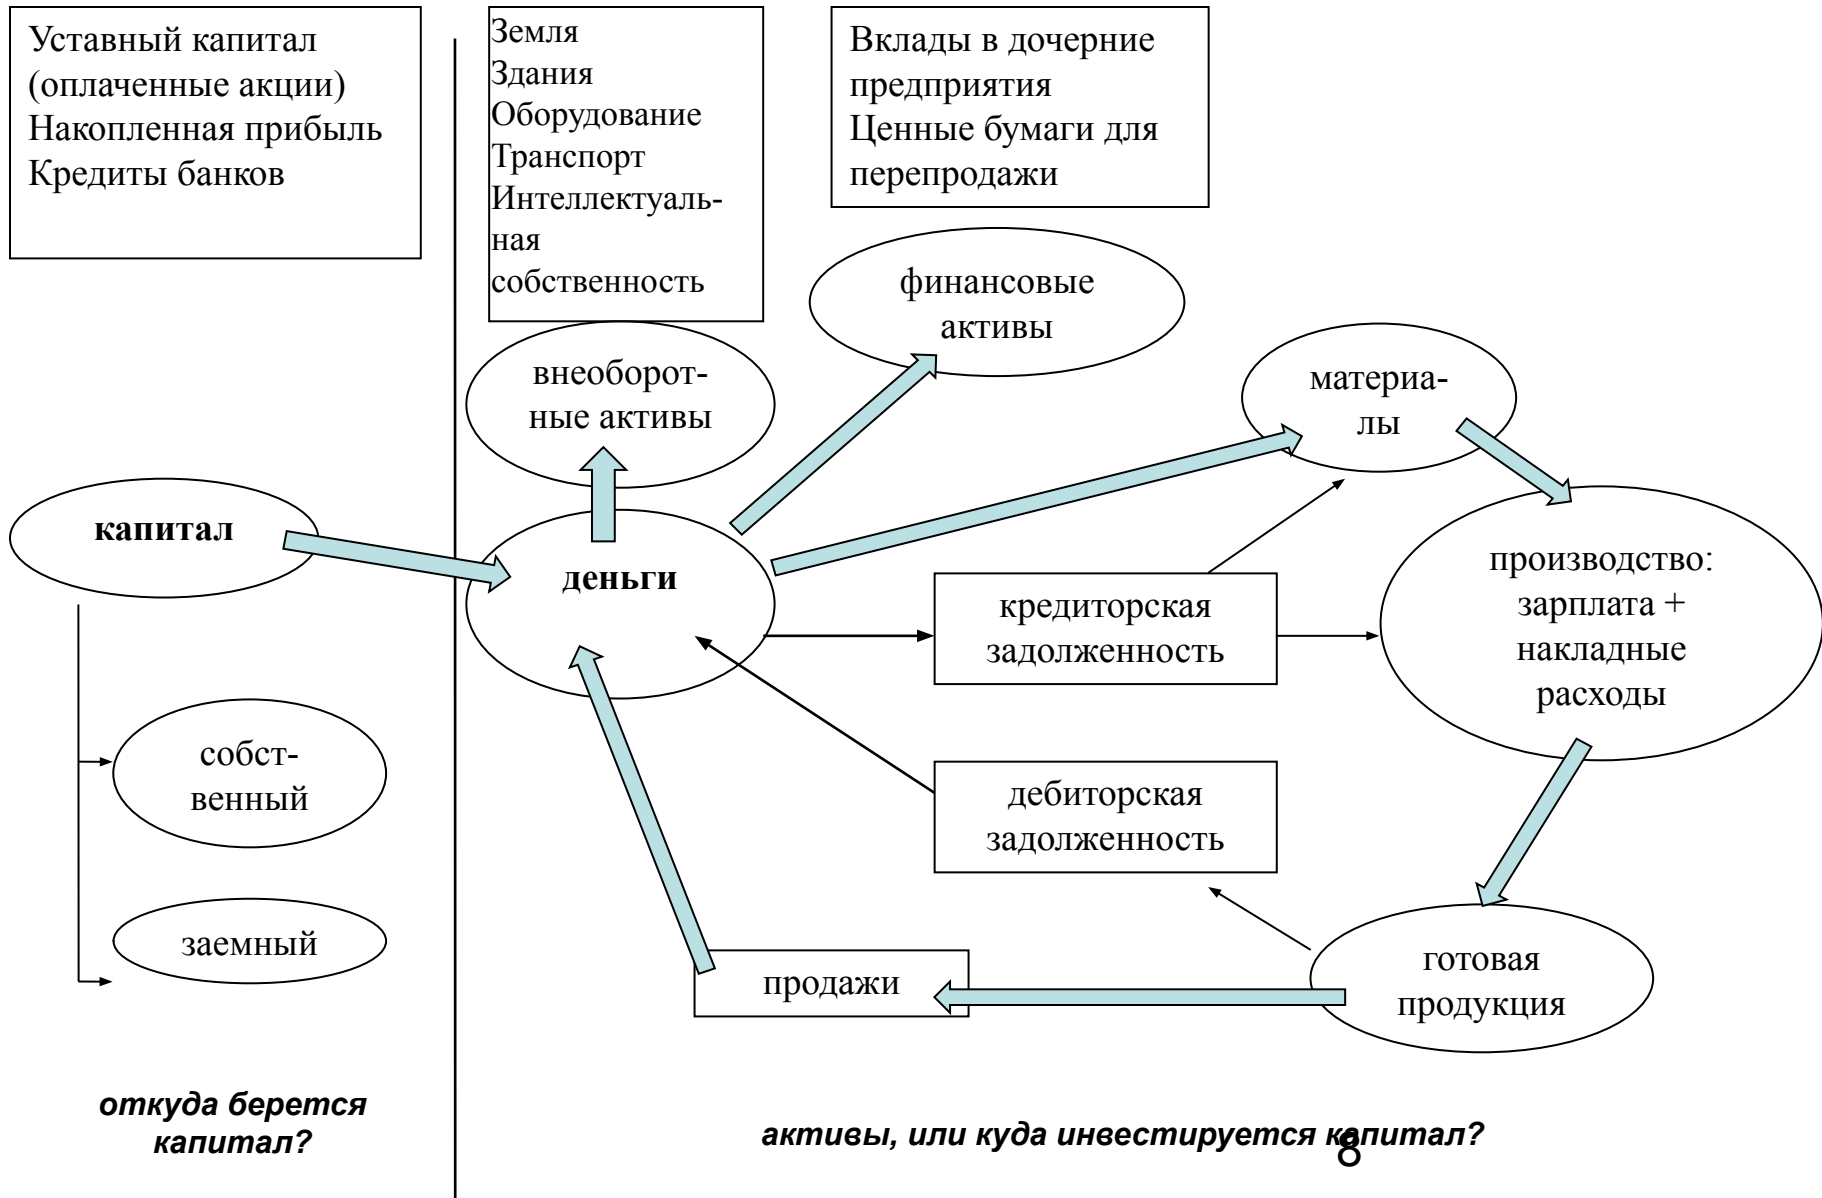 Уставный капитал
(оплаченные акции)
Накопленная прибыль
Кредиты банков
Земля
Здания
Оборудование
Транспорт
Интеллектуаль-
ная
собственность
Вклады в дочерние
предприятия
Ценные бумаги для
перепродажи
финансовые
активы
внеоборот-
ные активы
материа-
лы
капитал
деньги
производство:
зарплата +
накладные
расходы
кредиторская
задолженность
собст-
венный
дебиторская
задолженность
заемный
продажи
готовая
продукция
откуда берется
капитал?
активы, или куда инвестируется капитал?
8